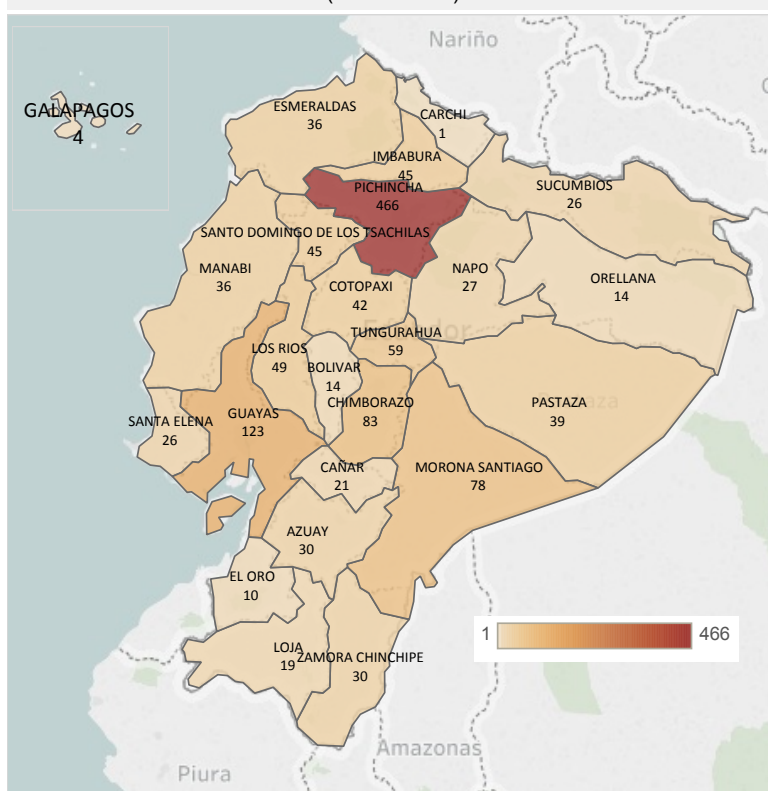 Nariño
GALAPAGOS
4
ESMERALDAS
36
CARCHI
1
IMBABURA
45
PICHINCHA
466
SUCUMBIOS
26
SANTO DOMINGO DE LOS TSACHILAS
45
MANABI
36
NAPO
27
ORELLANA
14
COTOPAXI
42
TUNGURAHUA
59
LOS RIOS
49
BOLIVAR
14
CHIMBORAZO
83
PASTAZA
39
SANTA ELENA
26
GUAYAS
123
CAÑAR
21
MORONA SANTIAGO
78
AZUAY
30
EL ORO
10
LOJA
19
ZAMORA CHINCHIPE
30
1
466
Amazonas
Piura